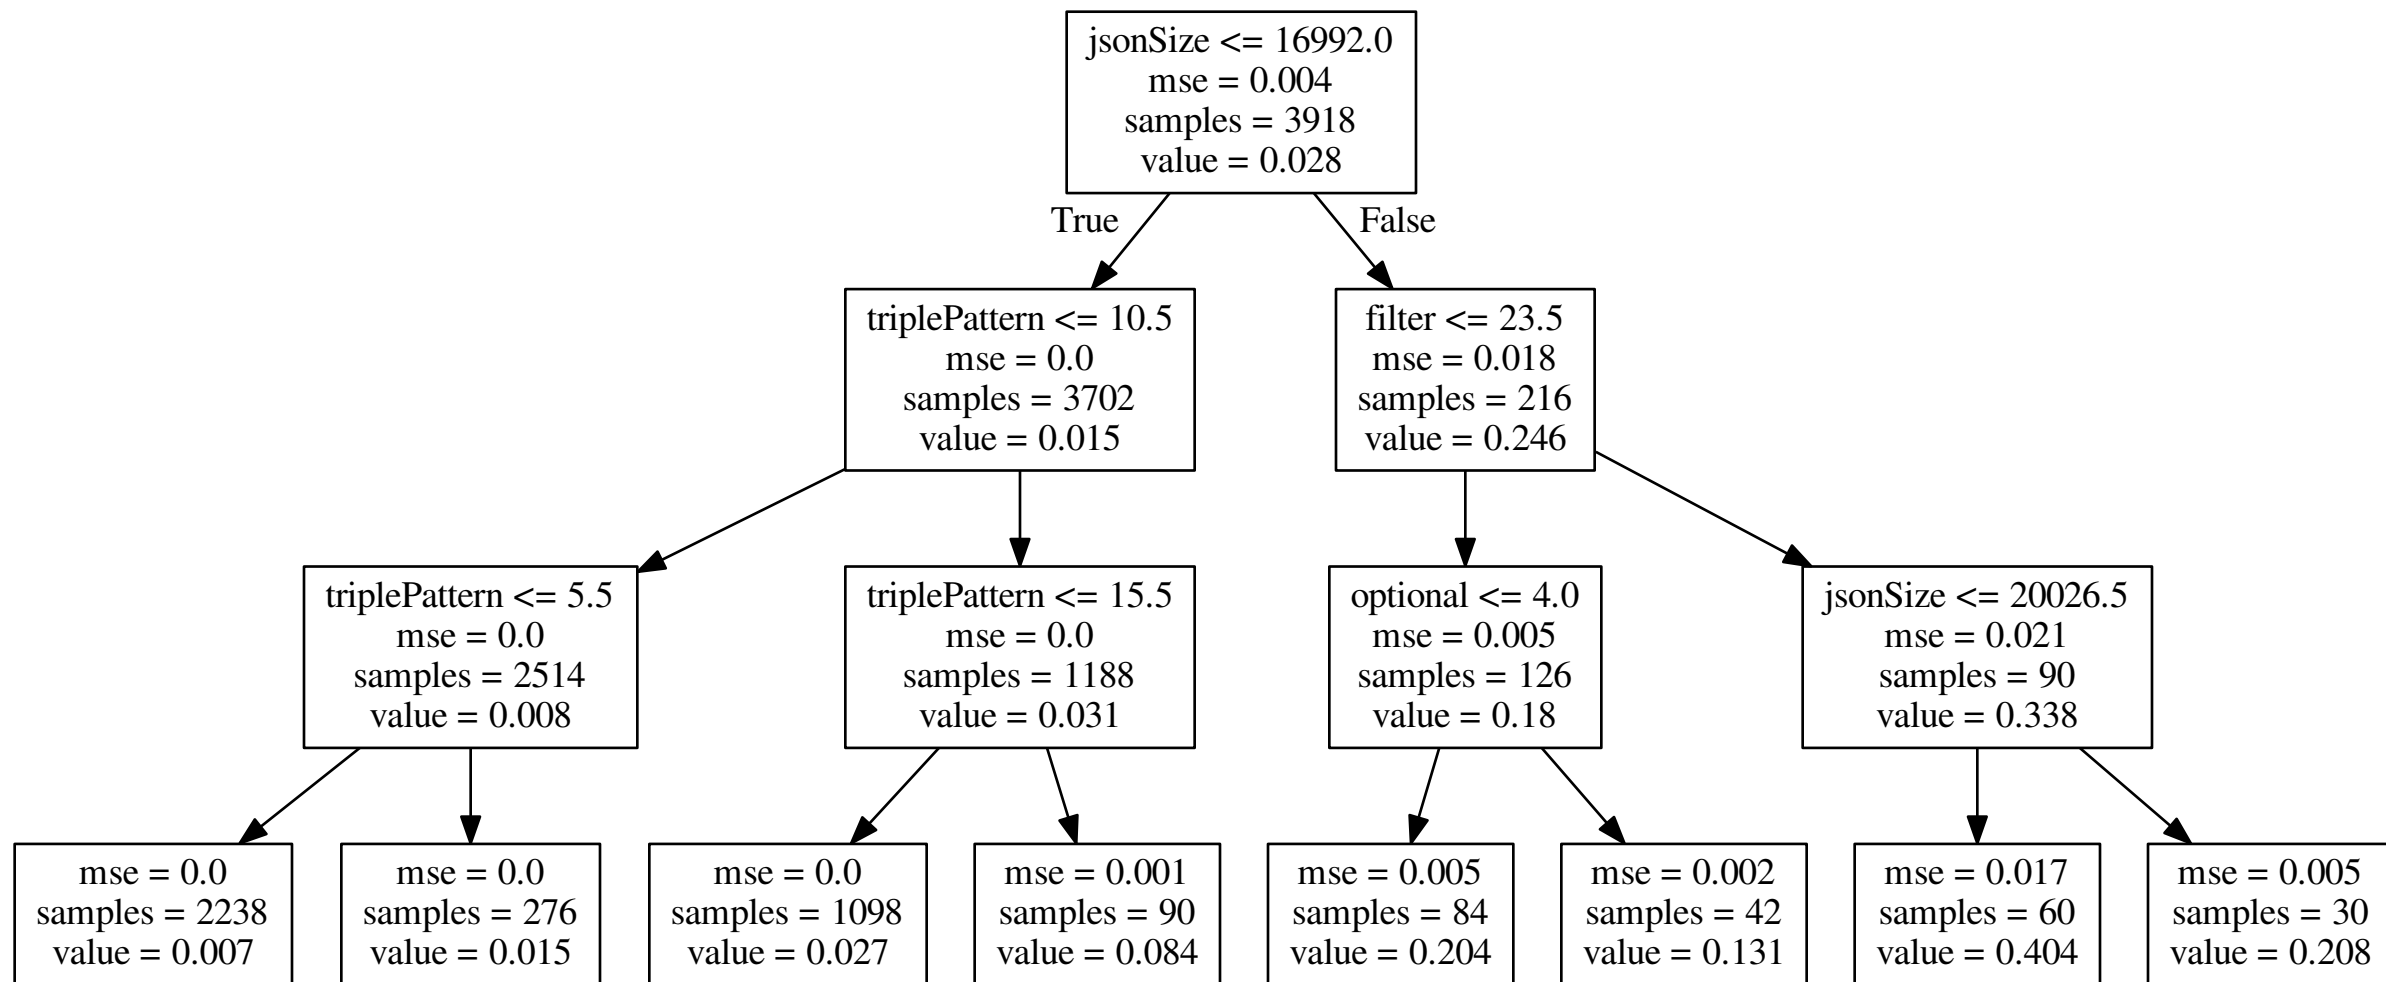 jsonSize <= 16992.0
mse = 0.004
samples = 3918
value = 0.028
True
False
triplePattern <= 10.5
mse = 0.0
samples = 3702
value = 0.015
filter <= 23.5
mse = 0.018
samples = 216
value = 0.246
triplePattern <= 5.5
mse = 0.0
samples = 2514
value = 0.008
triplePattern <= 15.5
mse = 0.0
samples = 1188
value = 0.031
optional <= 4.0
mse = 0.005
samples = 126
value = 0.18
jsonSize <= 20026.5
mse = 0.021
samples = 90
value = 0.338
mse = 0.0
samples = 2238
value = 0.007
mse = 0.0
samples = 276
value = 0.015
mse = 0.0
samples = 1098
value = 0.027
mse = 0.001
samples = 90
value = 0.084
mse = 0.005
samples = 84
value = 0.204
mse = 0.002
samples = 42
value = 0.131
mse = 0.017
samples = 60
value = 0.404
mse = 0.005
samples = 30
value = 0.208